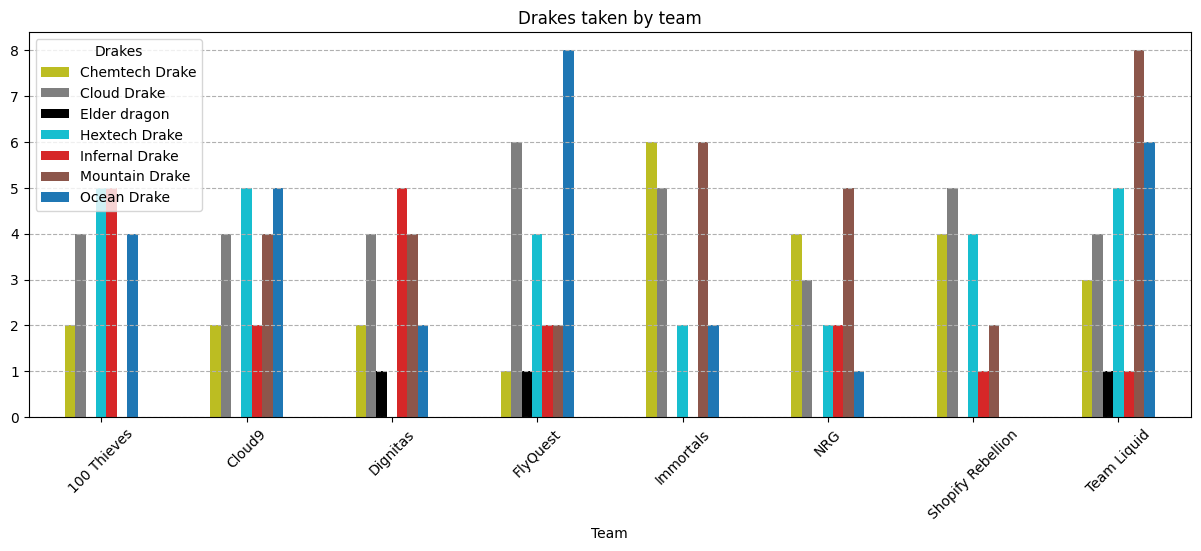 Drakes taken by team
Drakes
Chemtech Drake
Cloud Drake
Elder dragon
Hextech Drake
Infernal Drake
Mountain Drake
Ocean Drake
8
7
6
5
4
3
2
1
0
100 Thieves
Cloud9
Dignitas
FlyQuest
Immortals
NRG
Shopify Rebellion
Team Liquid
Team